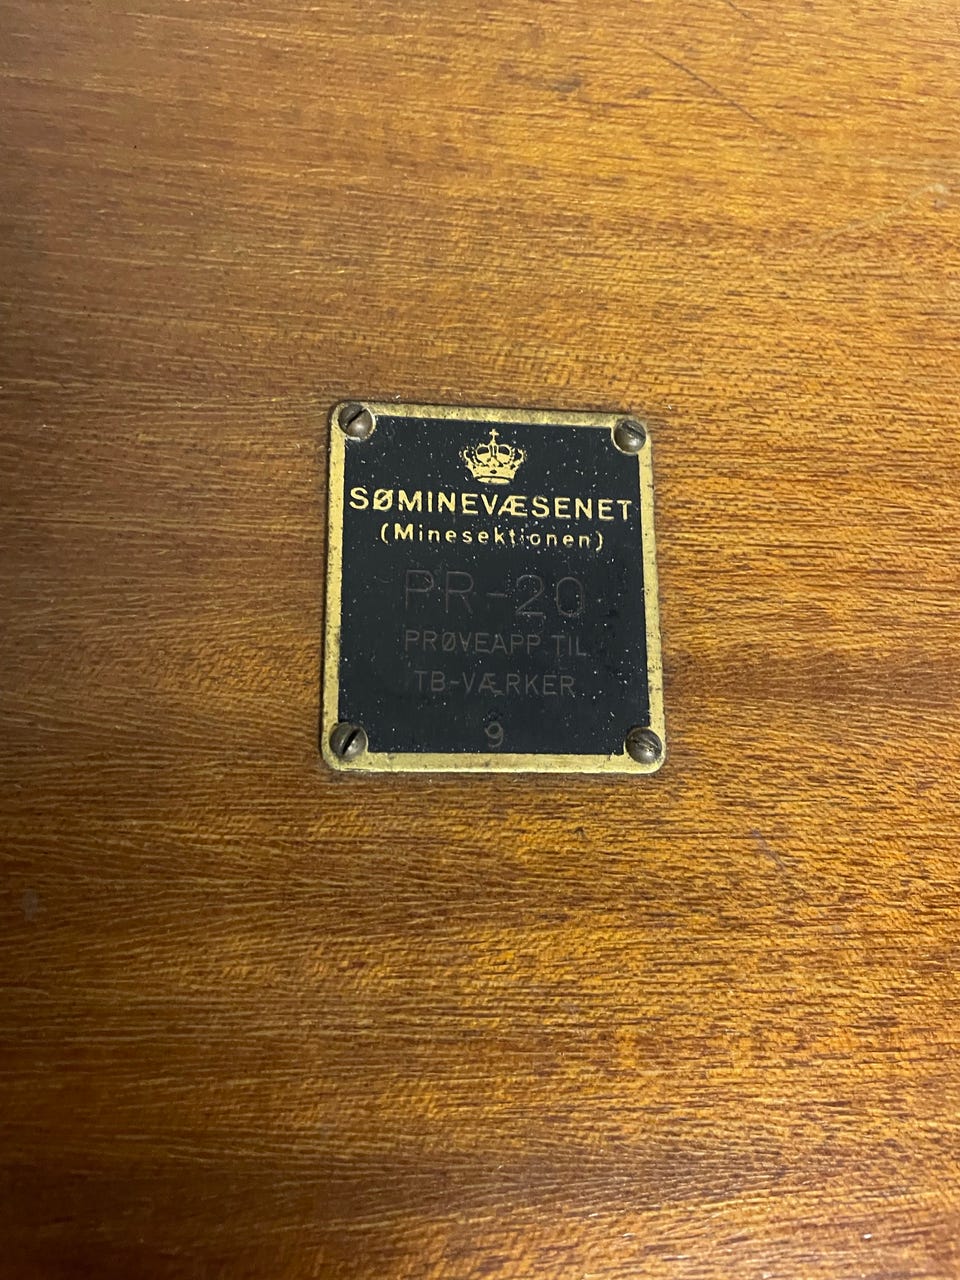 SØMINEVÆSENET
(Minesektionen)
PR-20
PRØVEAPP. TIL
TB-VÆRKER
9